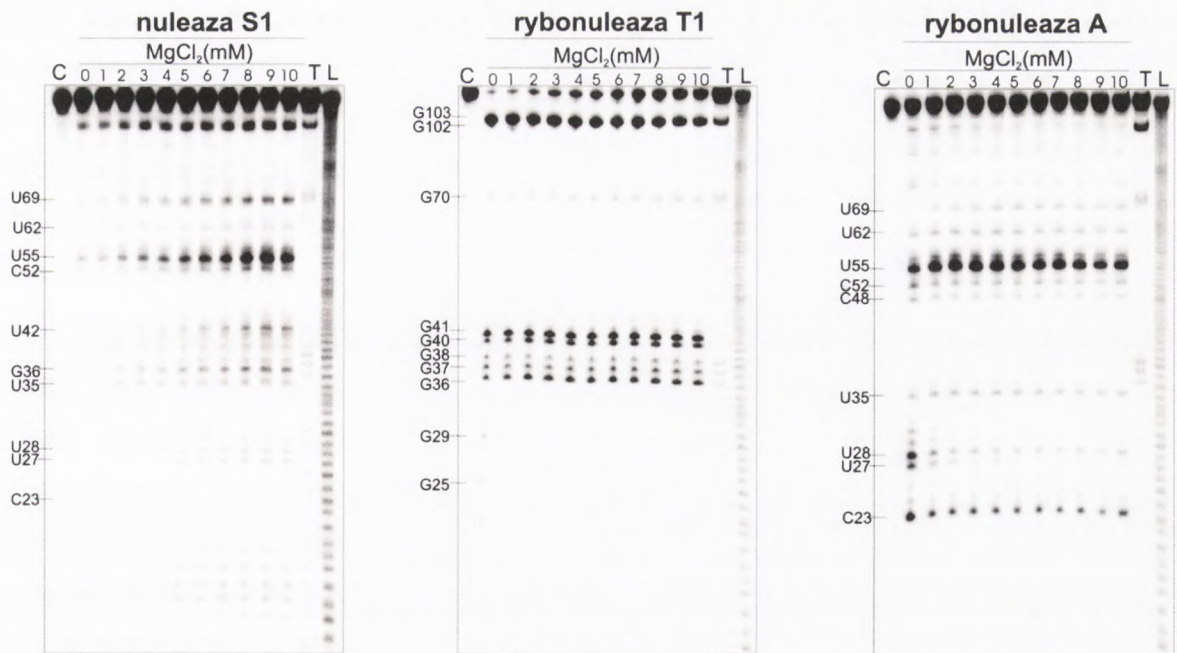 nuleaza S1
MgCl₂(mM)
C 0 1 2 3 4 5 6 7 8 9 10 T L
U69
U62
U55
C52
U42
G36
U35
U28
U27
C23
rybonuleaza T1
MgCl₂(mM)
C 0 1 2 3 4 5 6 7 8 9 10 T L
G103
G102
G70
G41
G40
G38
G37
G36
G29
G25
rybonuleaza A
MgCl₂(mM)
C 0 1 2 3 4 5 6 7 8 9 10 T L
U69
U62
U55
C52
C48
U35
U28
U27
C23